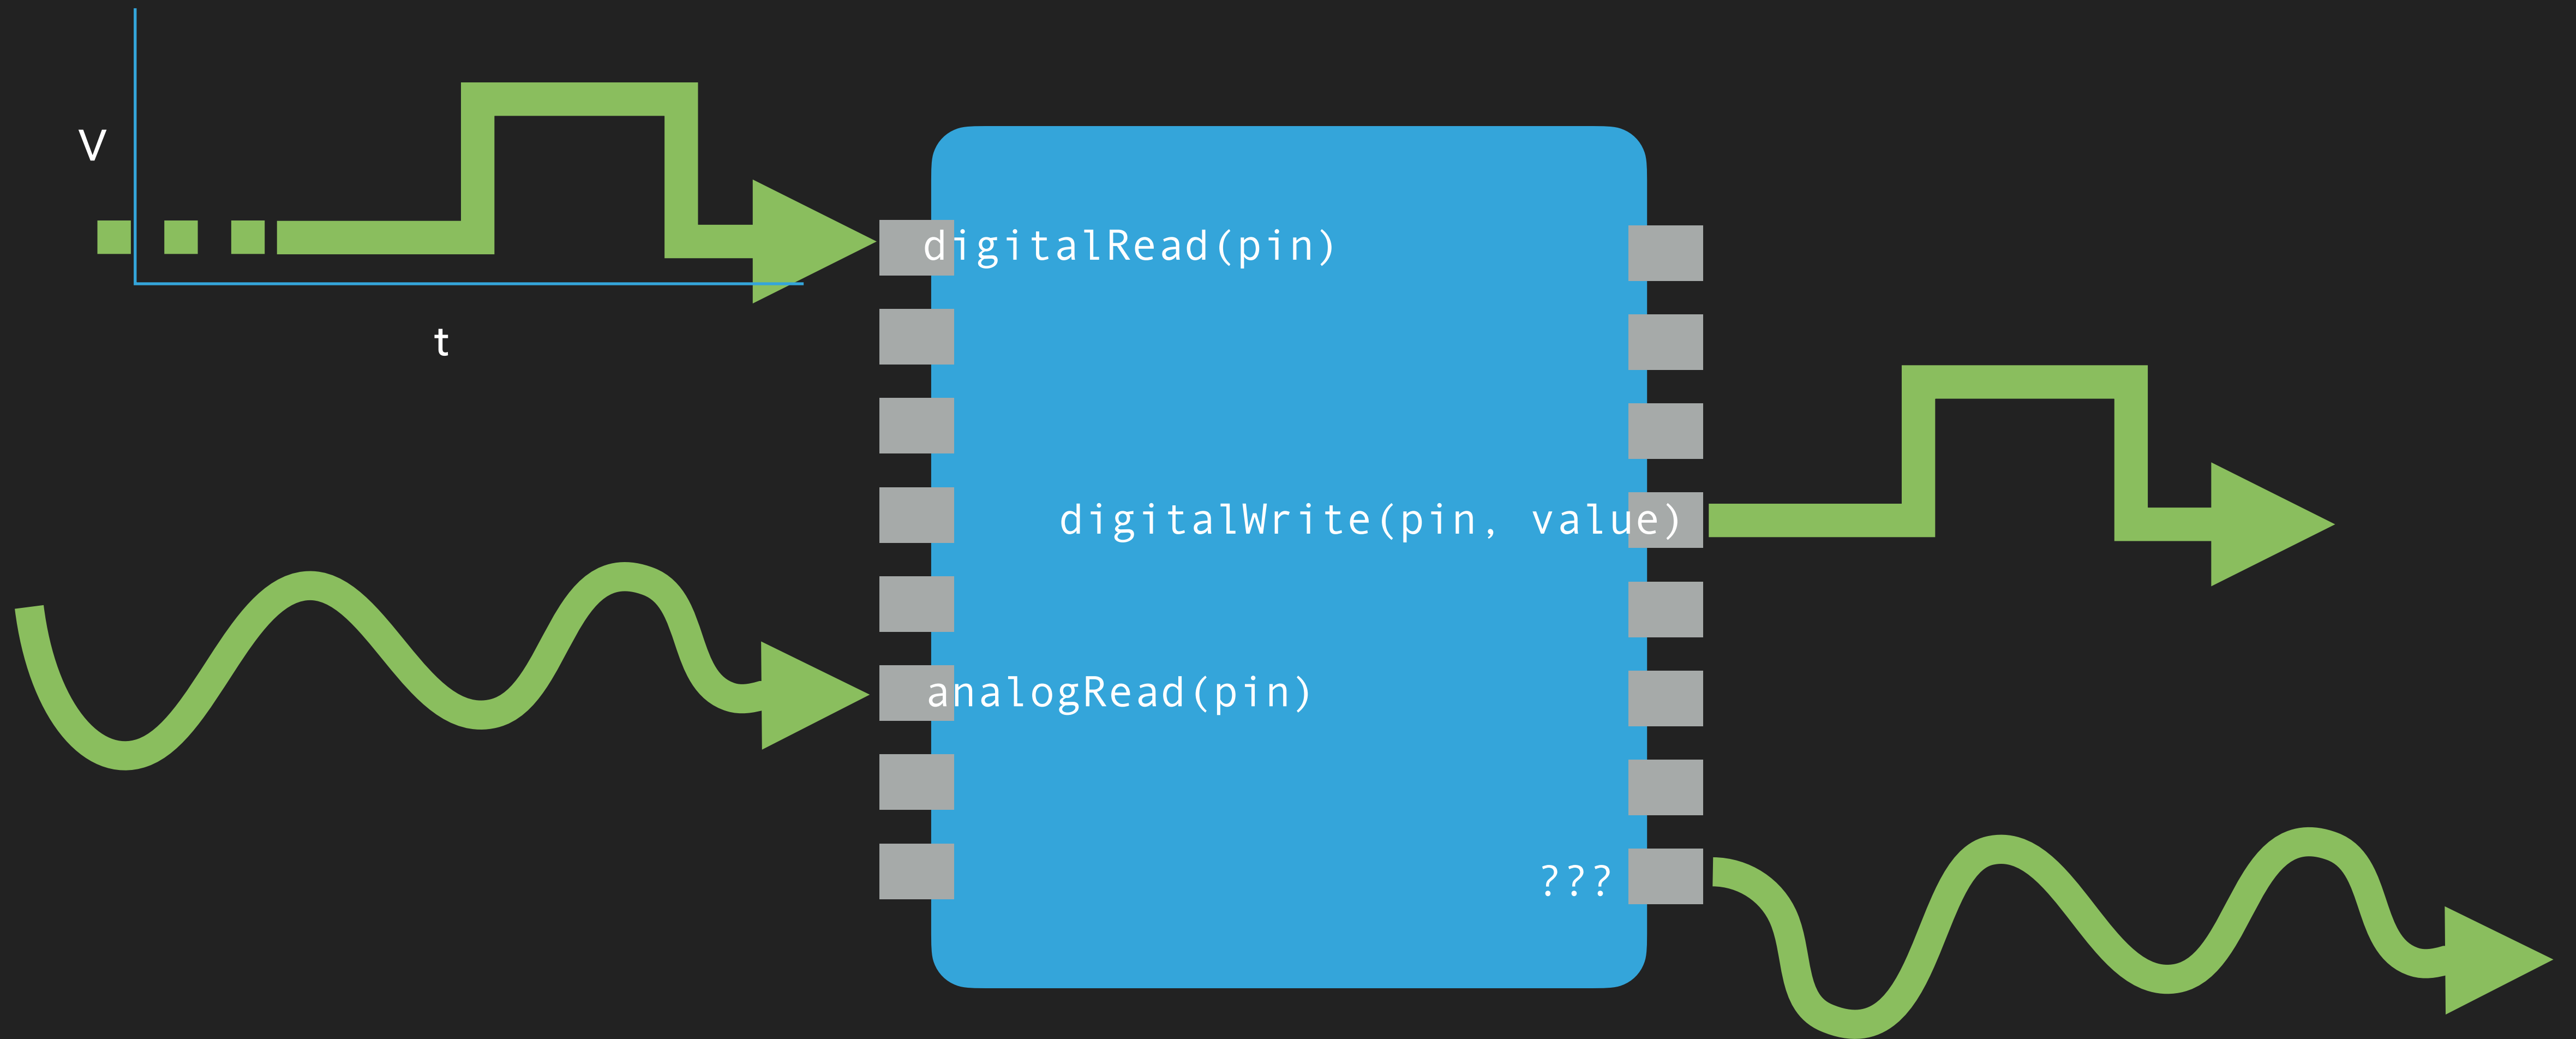 V
t
digitalRead(pin)
digitalWrite(pin, value)
analogRead(pin)
???